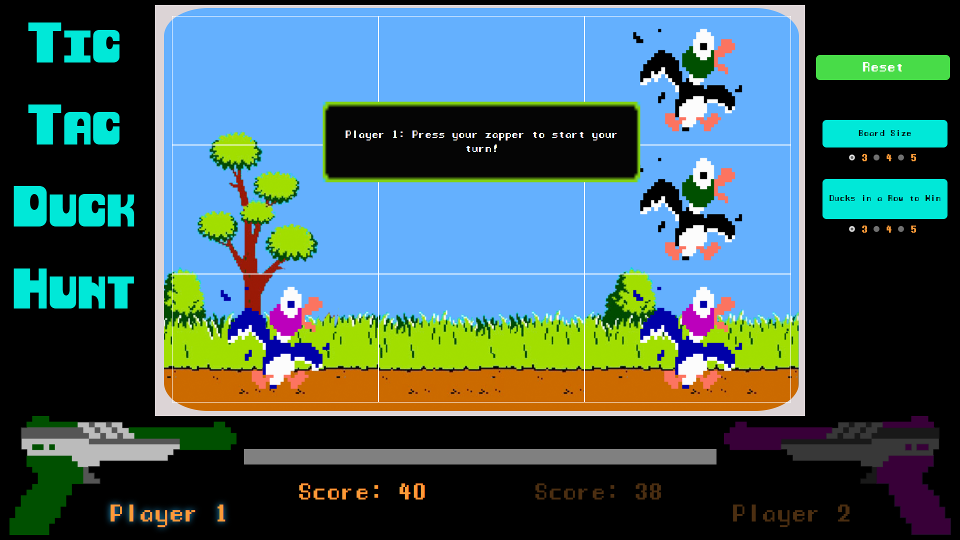 Tic
Tac
Duck
Hunt
Player 1: Press your zapper to start your
turn!
Reset
Board Size
3 4 5
Ducks in a Row to Win
3 4 5
Score: 40
Score: 38
Player 1
Player 2